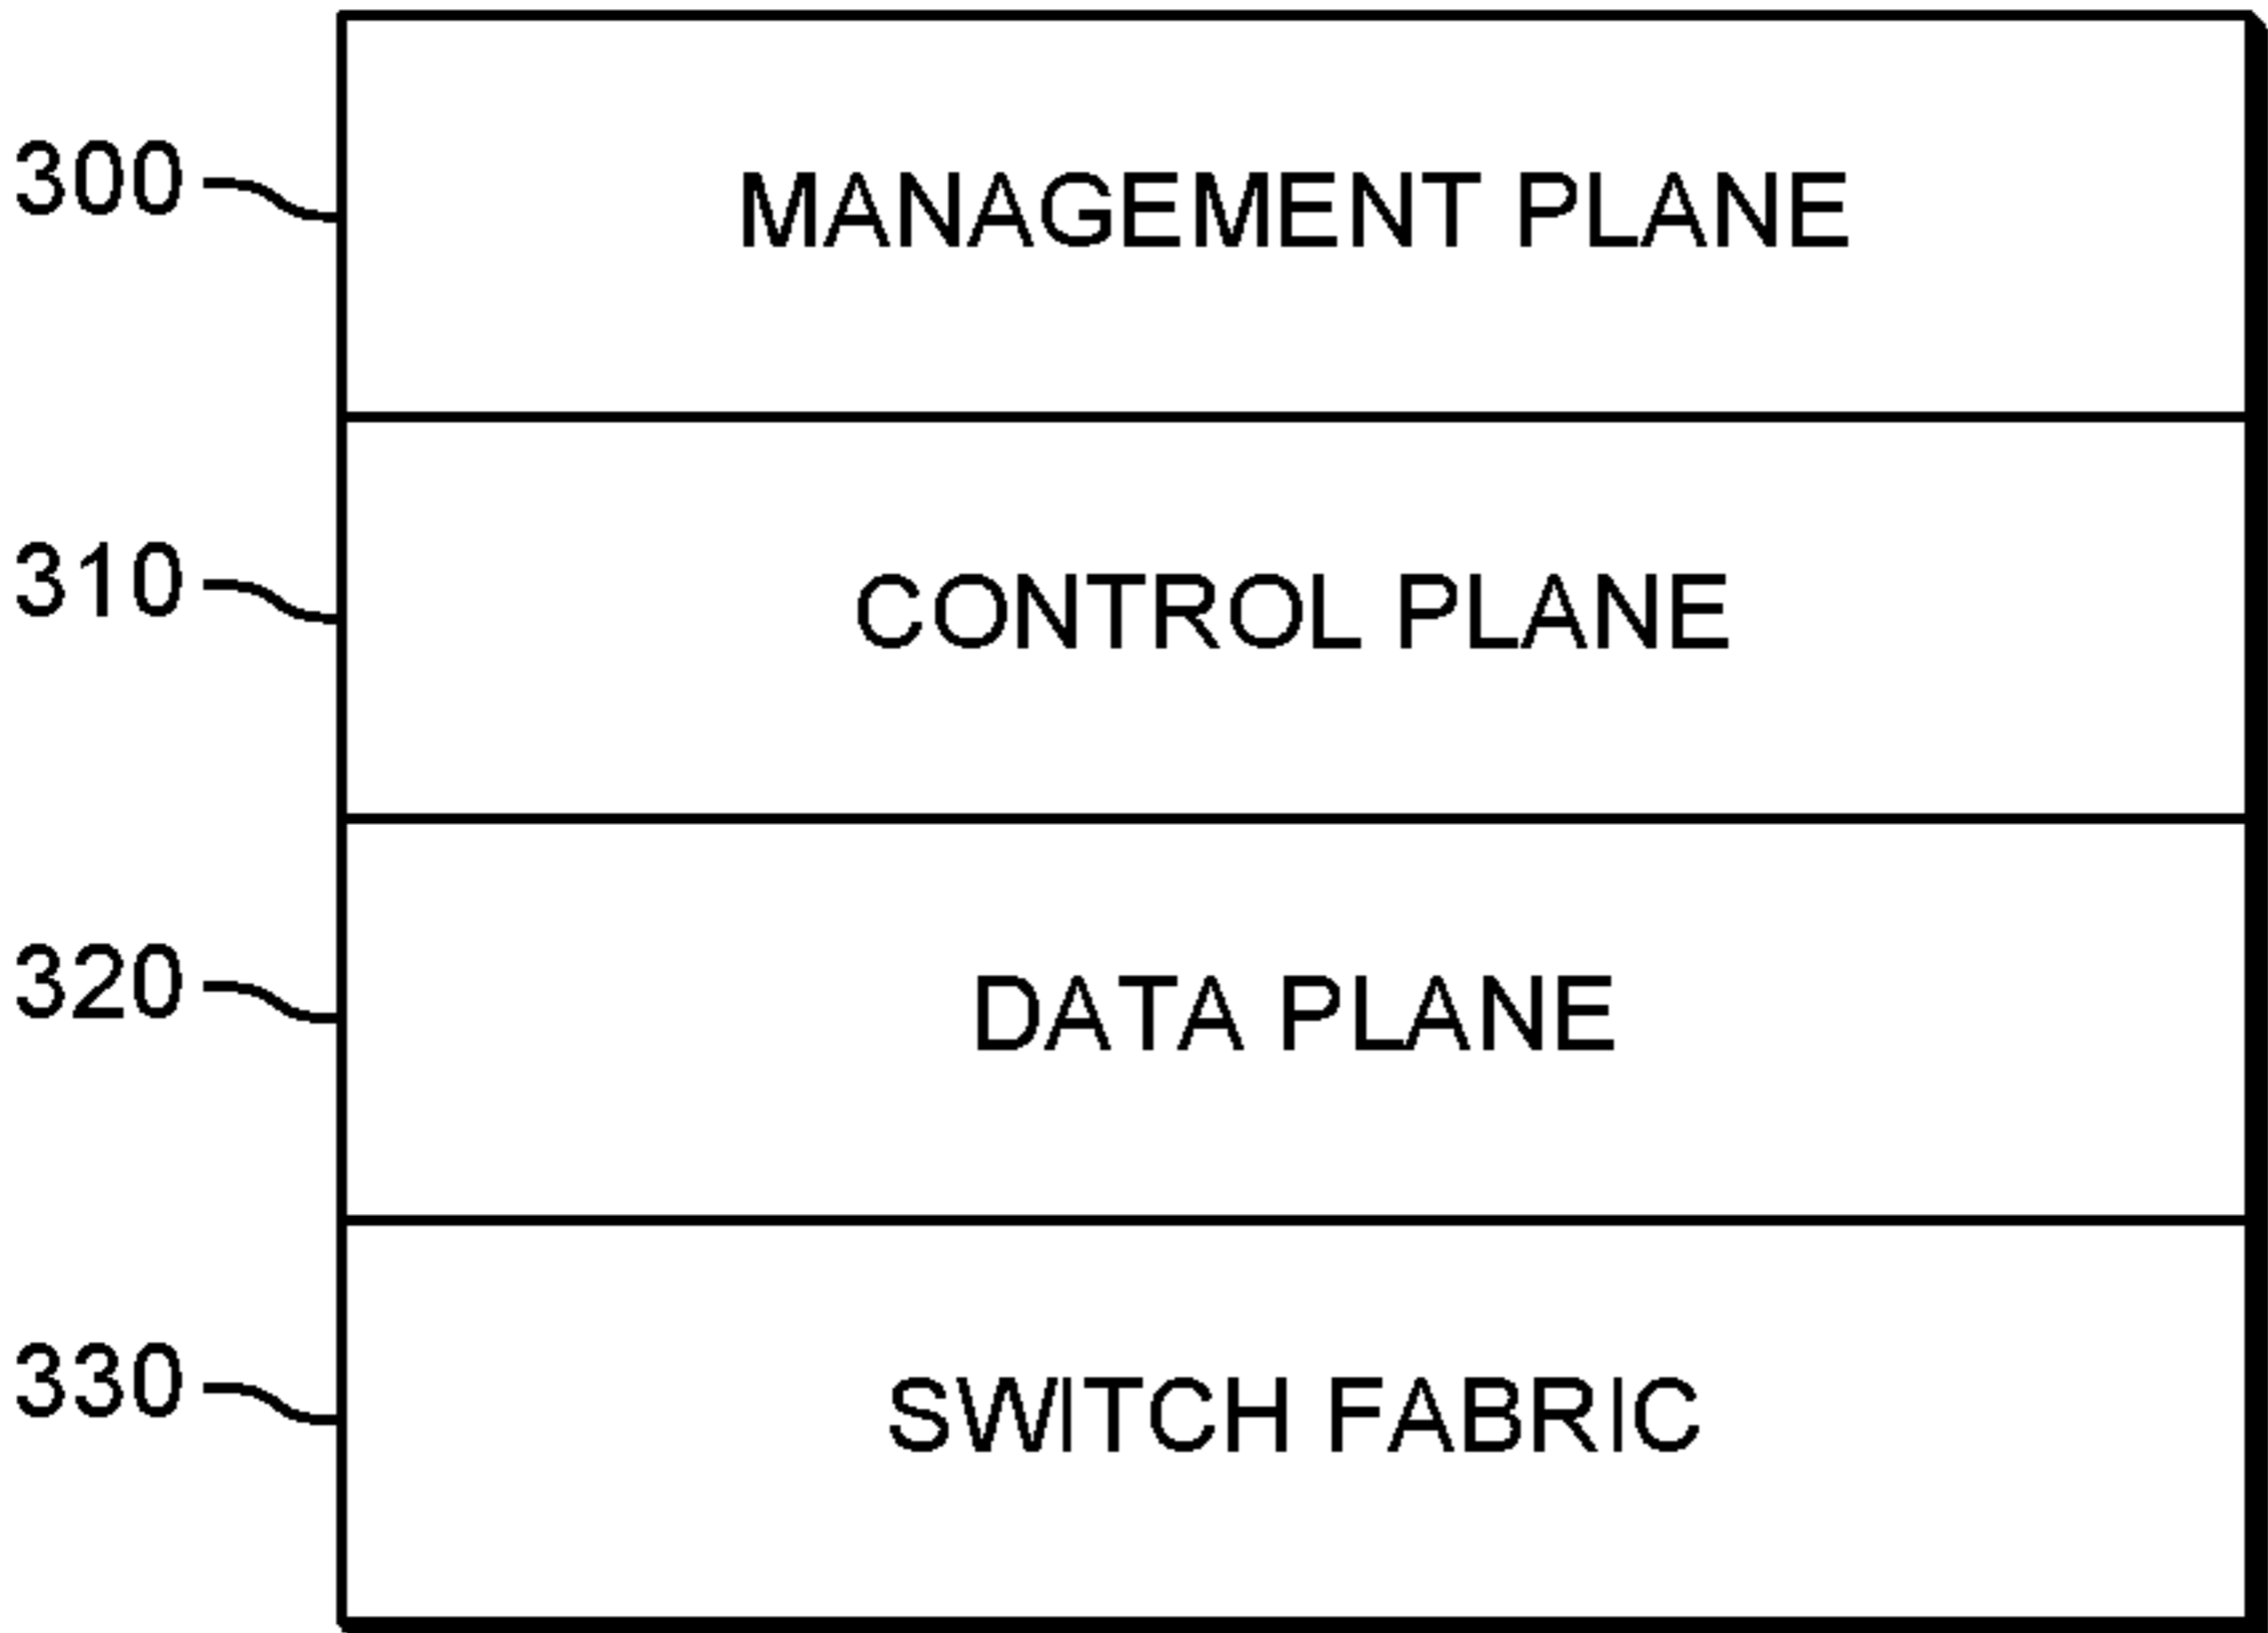 300
MANAGEMENT PLANE
310
CONTROL PLANE
320
DATA PLANE
330
SWITCH FABRIC